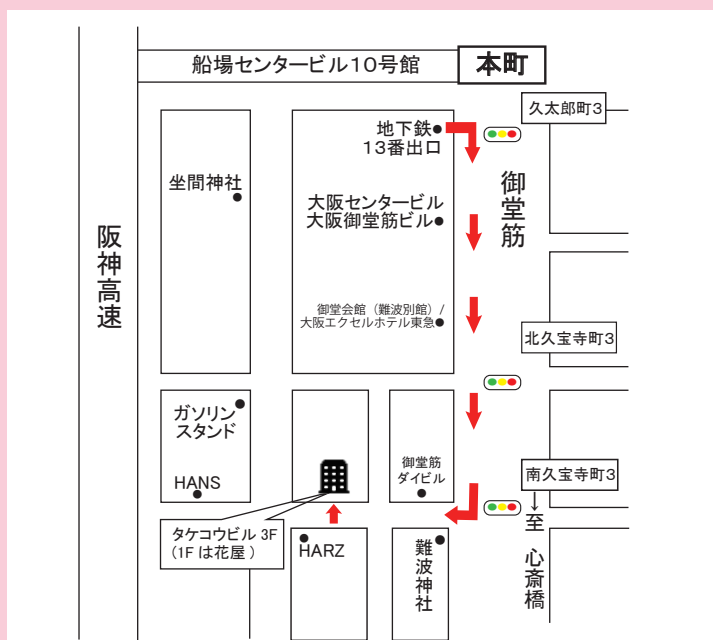 船場センタービル10号館
本町
久太郎町3
地下鉄
13番出口
坐間神社
大阪センタービル
大阪御堂筋ビル
御堂筋
阪神高速
御堂会館（難波別館）/
大阪エクセルホテル東急
北久宝寺町3
ガソリン
スタンド
HANS
御堂筋
ダイビル
南久宝寺町3
タケコウビル 3F
(1F は花屋 )
HARZ
難波神社
→至 心斎橋